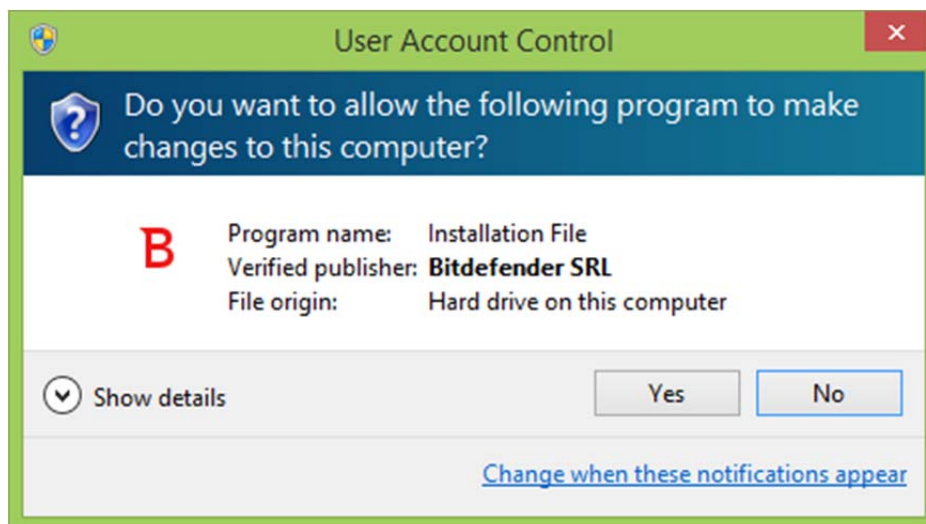 User Account Control
Do you want to allow the following program to make
changes to this computer?
B
Program name: Installation File
Verified publisher: Bitdefender SRL
File origin: Hard drive on this computer
Show details
Yes
No
Change when these notifications appear